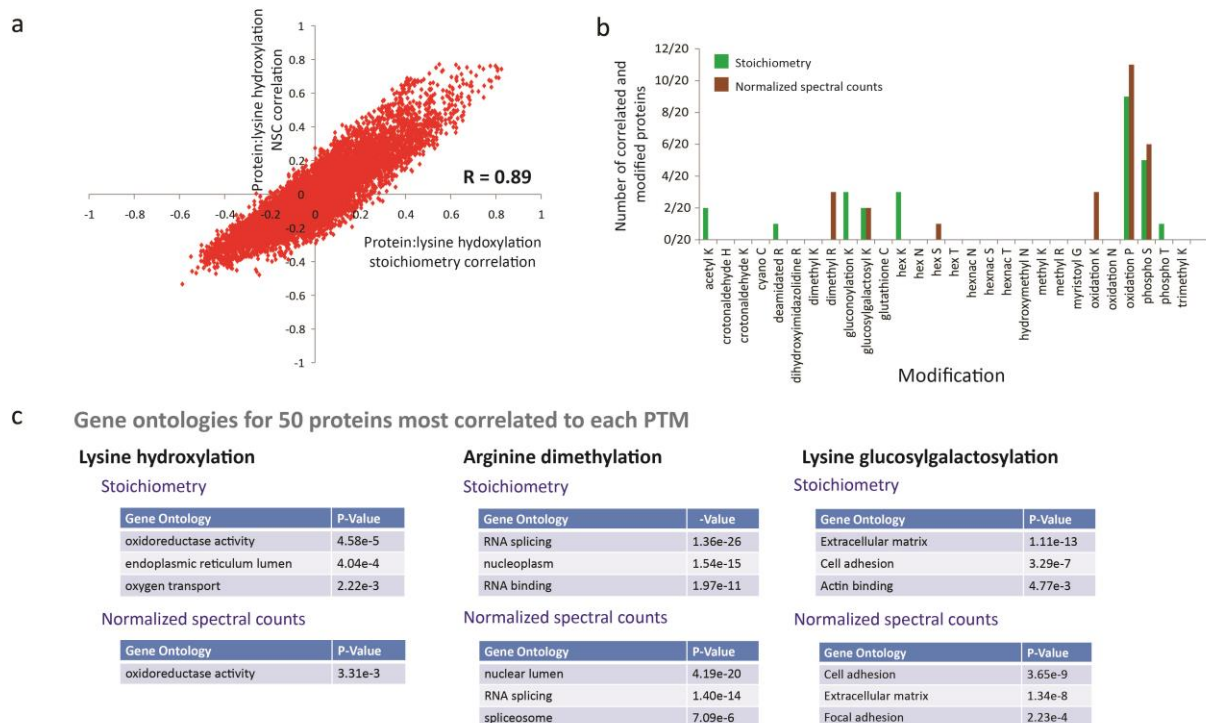 a
Protein:lysine hydroxylation
NSC correlation
1
0.8
0.6
0.4
0.2
0
-0.2
-0.4
-0.6
-0.8
-1
-1 -0.8 -0.6 -0.4 -0.2 0 0.2 0.4 0.6 0.8 1
R = 0.89
Protein:lysine hydoxylation
stoichiometry correlation
b
Number of correlated and
modified proteins
12/20
10/20
6/20
4/20
2/20
0/20
Stoichiometry
Normalized spectral counts
acetyl K
crotonaldehyde H
crotonaldehyde K
cyano C
deamidated R
dihydroxyimidazolidine R
dimethyl K
dimethyl R
gluconoylation K
glucosylgalactosyl K
glutathione C
hex K
hex N
hex S
hex T
hexnac N
hexnac S
hexnac T
hydroxymethyl N
methyl K
methyl R
myristoyl G
oxidation K
oxidation N
oxidation P
phospho S
phospho T
trimethyl K
Modification
c Gene ontologies for 50 proteins most correlated to each PTM
Lysine hydroxylation
Stoichiometry
Gene Ontology P-Value
oxidoreductase activity 4.58e-5
endoplasmic reticulum lumen 4.04e-4
oxygen transport 2.22e-3
Normalized spectral counts
Gene Ontology P-Value
oxidoreductase activity 3.31e-3
Arginine dimethylation
Stoichiometry
Gene Ontology -Value
RNA splicing 1.36e-26
nucleoplasm 1.54e-15
RNA binding 1.97e-11
Normalized spectral counts
Gene Ontology P-Value
nuclear lumen 4.19e-20
RNA splicing 1.40e-14
spliceosome 7.09e-6
Lysine glucosylgalactosylation
Stoichiometry
Gene Ontology P-Value
Extracellular matrix 1.11e-13
Cell adhesion 3.29e-7
Actin binding 4.77e-3
Normalized spectral counts
Gene Ontology P-Value
Cell adhesion 3.65e-9
Extracellular matrix 1.34e-8
Focal adhesion 2.23e-4